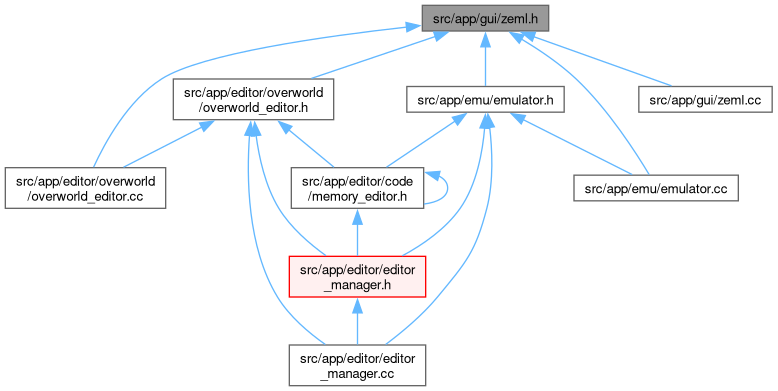 src/app/gui/zeml.h
src/app/editor/overworld
/overworld_editor.h
src/app/emu/emulator.h
src/app/gui/zeml.cc
src/app/editor/overworld
/overworld_editor.cc
src/app/editor/code
/memory_editor.h
src/app/emu/emulator.cc
src/app/editor/editor
_manager.h
src/app/editor/editor
_manager.cc